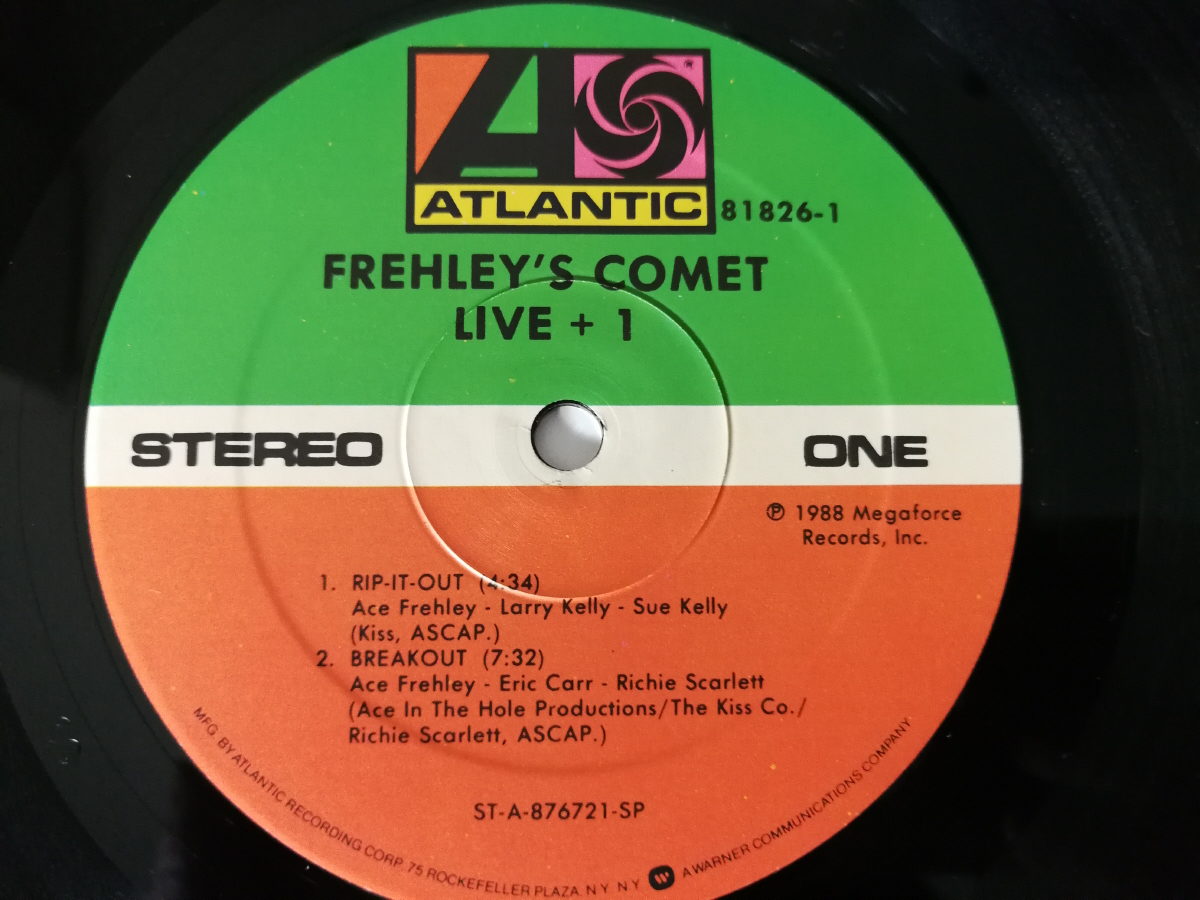 ATLANTIC
81826-1
FREHLEY'S COMET
LIVE + 1
STEREO
ONE
℗ 1988 Megaforce
Records, Inc.
1. RIP-IT-OUT (4:34)
Ace Frehley - Larry Kelly - Sue Kelly
(Kiss, ASCAP.)
2. BREAKOUT (7:32)
Ace Frehley - Eric Carr - Richie Scarlett
(Ace In The Hole Productions/The Kiss Co./
Richie Scarlett, ASCAP.)
ST-A-876721-SP
MFG. BY ATLANTIC RECORDING CORP. 75 ROCKEFELLER PLAZA. N Y N Y A WARNER COMMUNICATIONS COMPANY